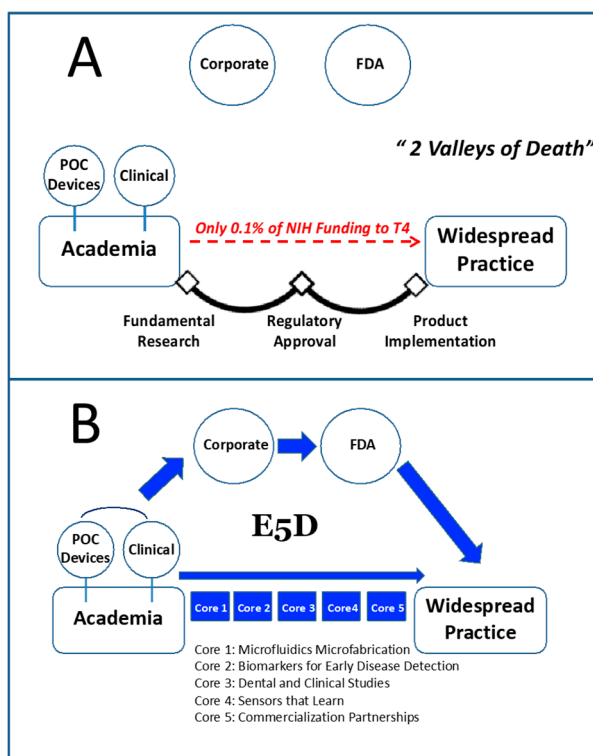 A
Corporate
FDA
“ 2 Valleys of Death”
POC
Devices
Clinical
Only 0.1% of NIH Funding to T4
Academia
Widespread
Practice
Fundamental
Research
Regulatory
Approval
Product
Implementation
B
Corporate
FDA
E5D
POC
Devices
Clinical
Academia
Core 1
Core 2
Core 3
Core4
Core 5
Widespread
Practice
Core 1: Microfluidics Microfabrication
Core 2: Biomarkers for Early Disease Detection
Core 3: Dental and Clinical Studies
Core 4: Sensors that Learn
Core 5: Commercialization Partnerships